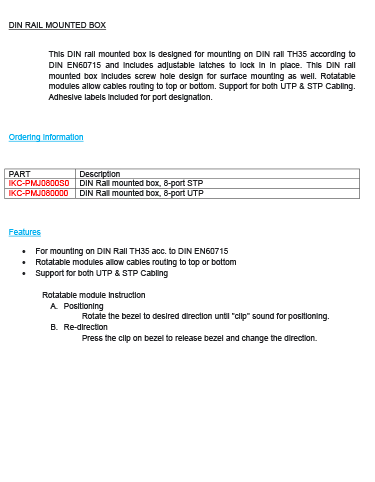 DIN RAIL MOUNTED BOX
This DIN rail mounted box is designed for mounting on DIN rail TH35 according to
DIN EN60715 and includes adjustable latches to lock in in place. This DIN rail
mounted box includes screw hole design for surface mounting as well. Rotatable
modules allow cables routing to top or bottom. Support for both UTP & STP Cabling.
Adhesive labels included for port designation.
Ordering Information
PART Description
IKC-PMJ0800S0 DIN Rail mounted box, 8-port STP
IKC-PMJ080000 DIN Rail mounted box, 8-port UTP
Features
• For mounting on DIN Rail TH35 acc. to DIN EN60715
• Rotatable modules allow cables routing to top or bottom
• Support for both UTP & STP Cabling
Rotatable module instruction
A. Positioning
Rotate the bezel to desired direction until "clip" sound for positioning.
B. Re-direction
Press the clip on bezel to release bezel and change the direction.